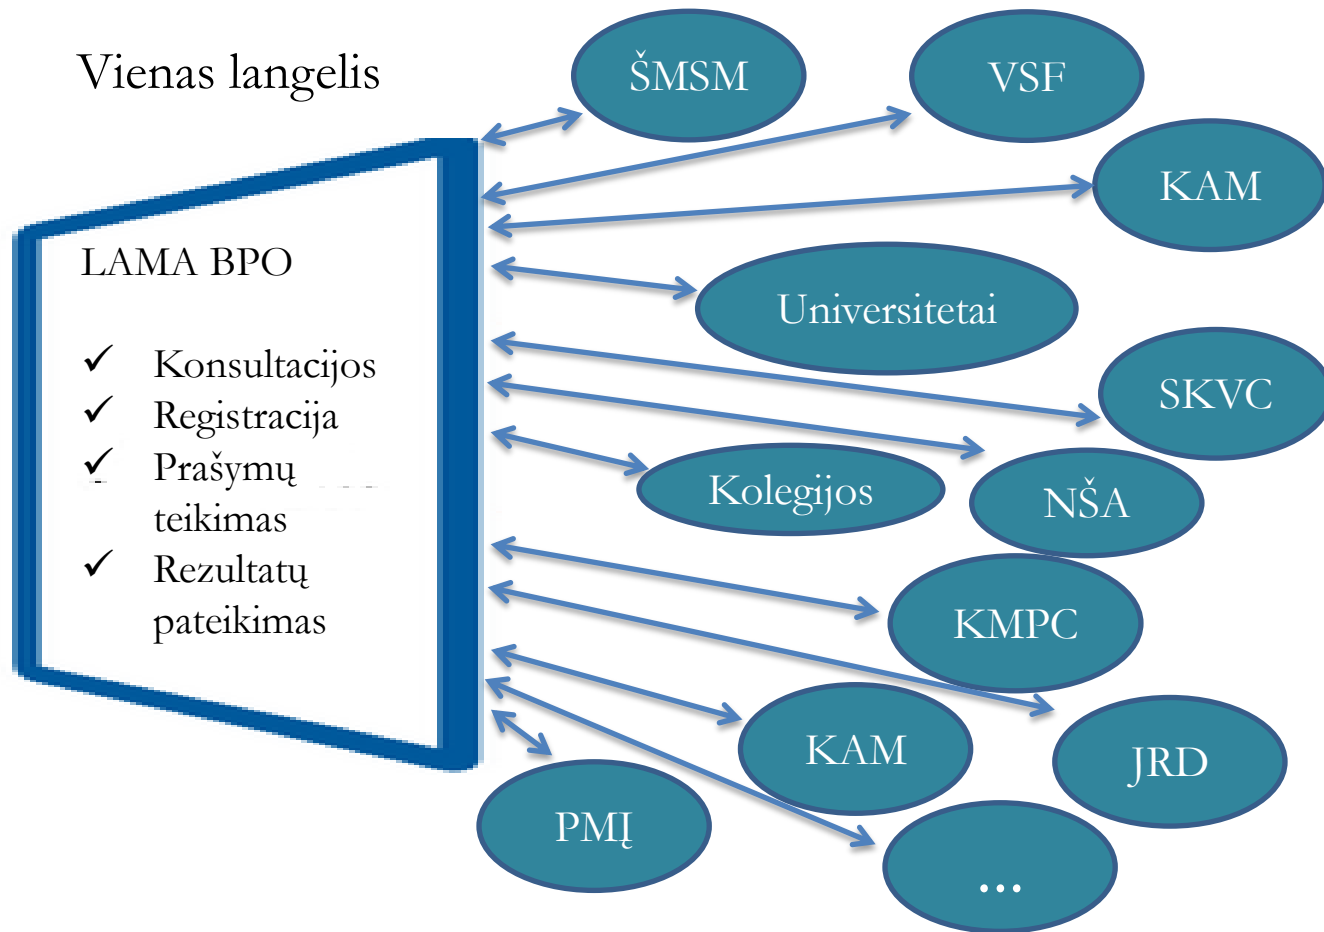 Vienas langelis
ŠMSM
VSF
KAM
LAMA BPO
Universitetai
✓ Konsultacijos
✓ Registracija
✓ Prašymų
teikimas
✓ Rezultatų
pateikimas
SKVC
Kolegijos
NŠA
KMPC
KAM
JRD
PMĮ
...